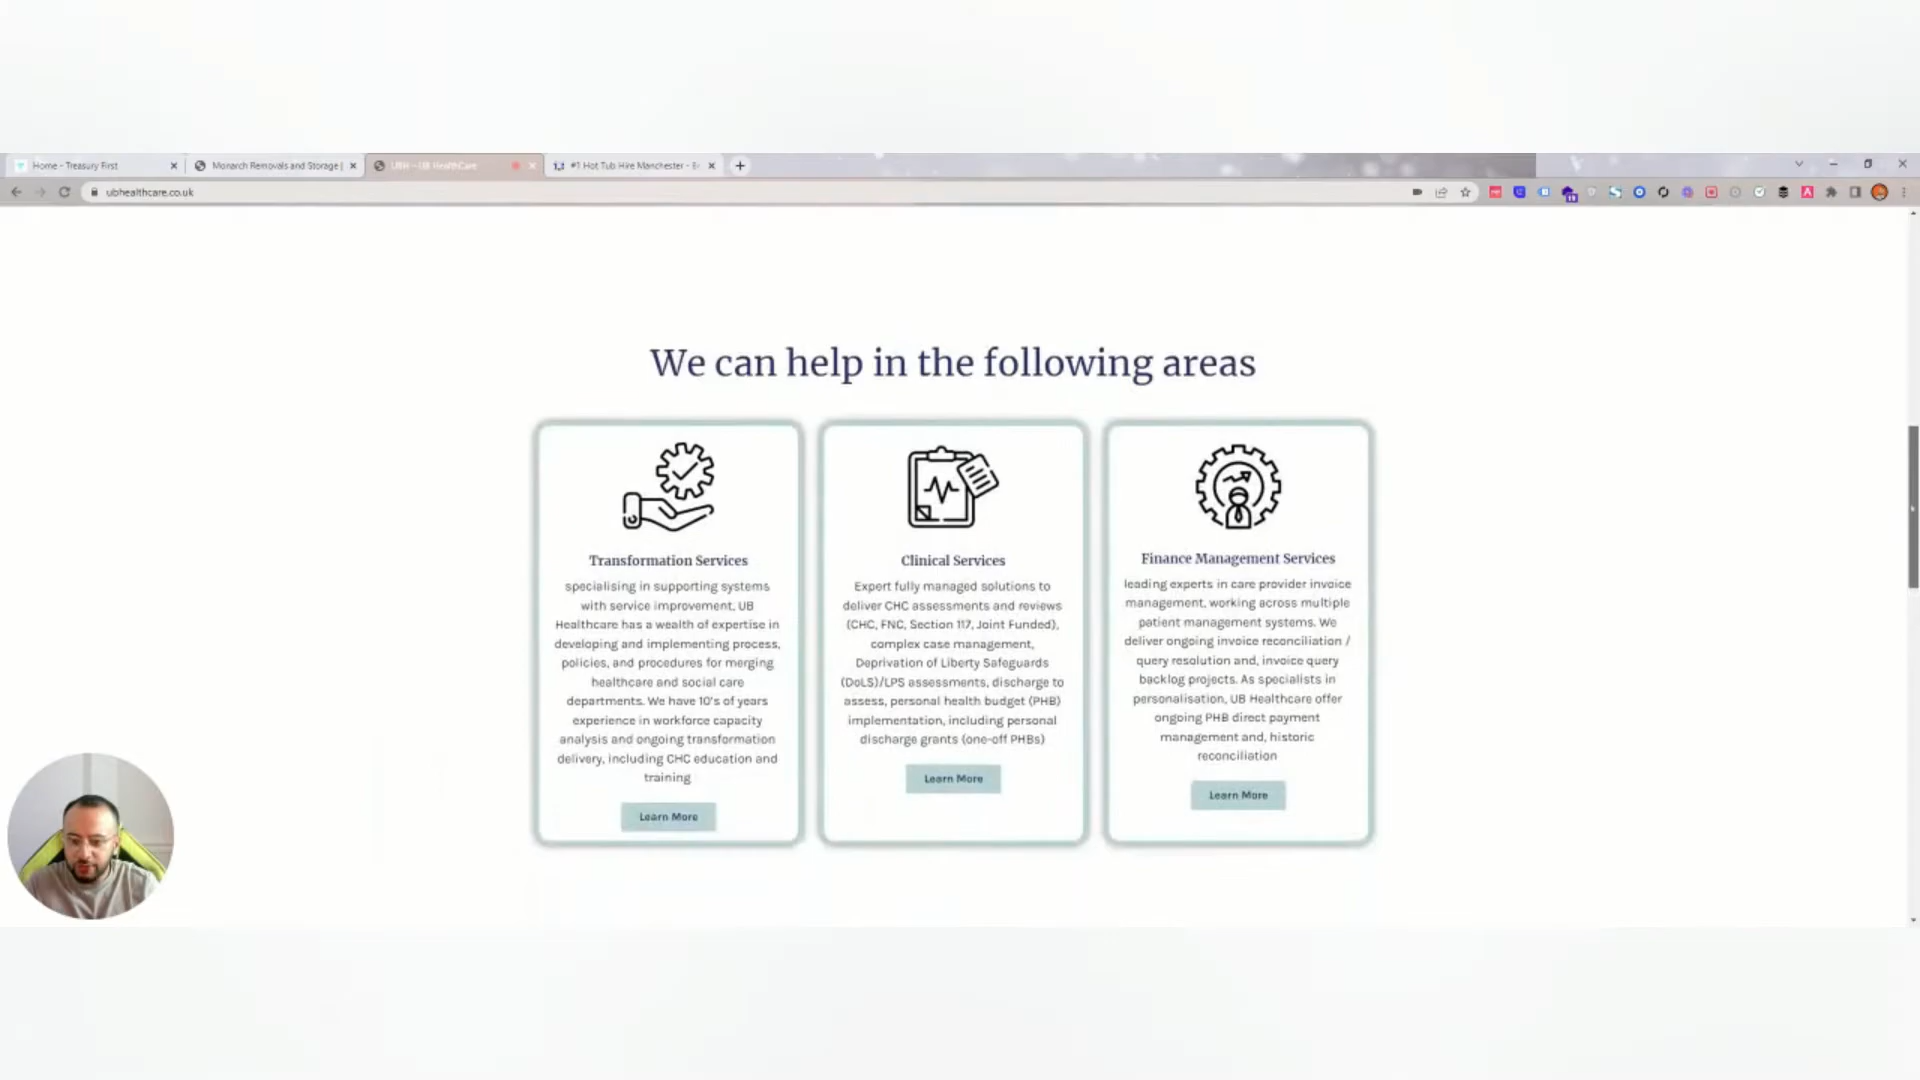 Home - Treasury First
Monarch Removals and Storage |
UBH – UB HealthCare
#1 Hot Tub Hire Manchester - E
ubhealthcare.co.uk
We can help in the following areas
Transformation Services
specialising in supporting systems
with service improvement, UB
Healthcare has a wealth of expertise in
developing and implementing process,
policies, and procedures for merging
healthcare and social care
departments. We have 10's of years
experience in workforce capacity
analysis and ongoing transformation
delivery, including CHC education and
training
Learn More
Clinical Services
Expert fully managed solutions to
deliver CHC assessments and reviews
(CHC, FNC, Section 117, Joint Funded),
complex case management,
Deprivation of Liberty Safeguards
(DoLS)/LPS assessments, discharge to
assess, personal health budget (PHB)
implementation, including personal
discharge grants (one-off PHBs)
Learn More
Finance Management Services
leading experts in care provider invoice
management, working across multiple
patient management systems. We
deliver ongoing invoice reconciliation /
query resolution and, invoice query
backlog projects. As specialists in
personalisation, UB Healthcare offer
ongoing PHB direct payment
management and, historic
reconciliation
Learn More